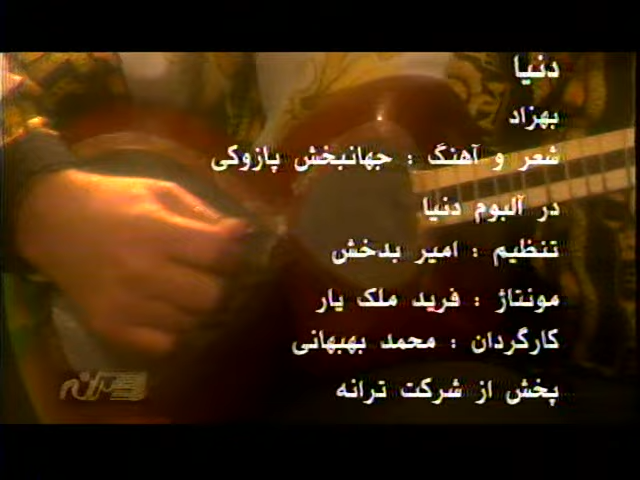 دنیا
بهزاد
شعر و آهنگ : جهانبخش پازوکی
در آلبوم دنیا
تنظیم : امیر بدخش
مونتاژ : فرید ملک یار
کارگردان : محمد بهبهانی
پخش از شرکت ترانه
ترانه